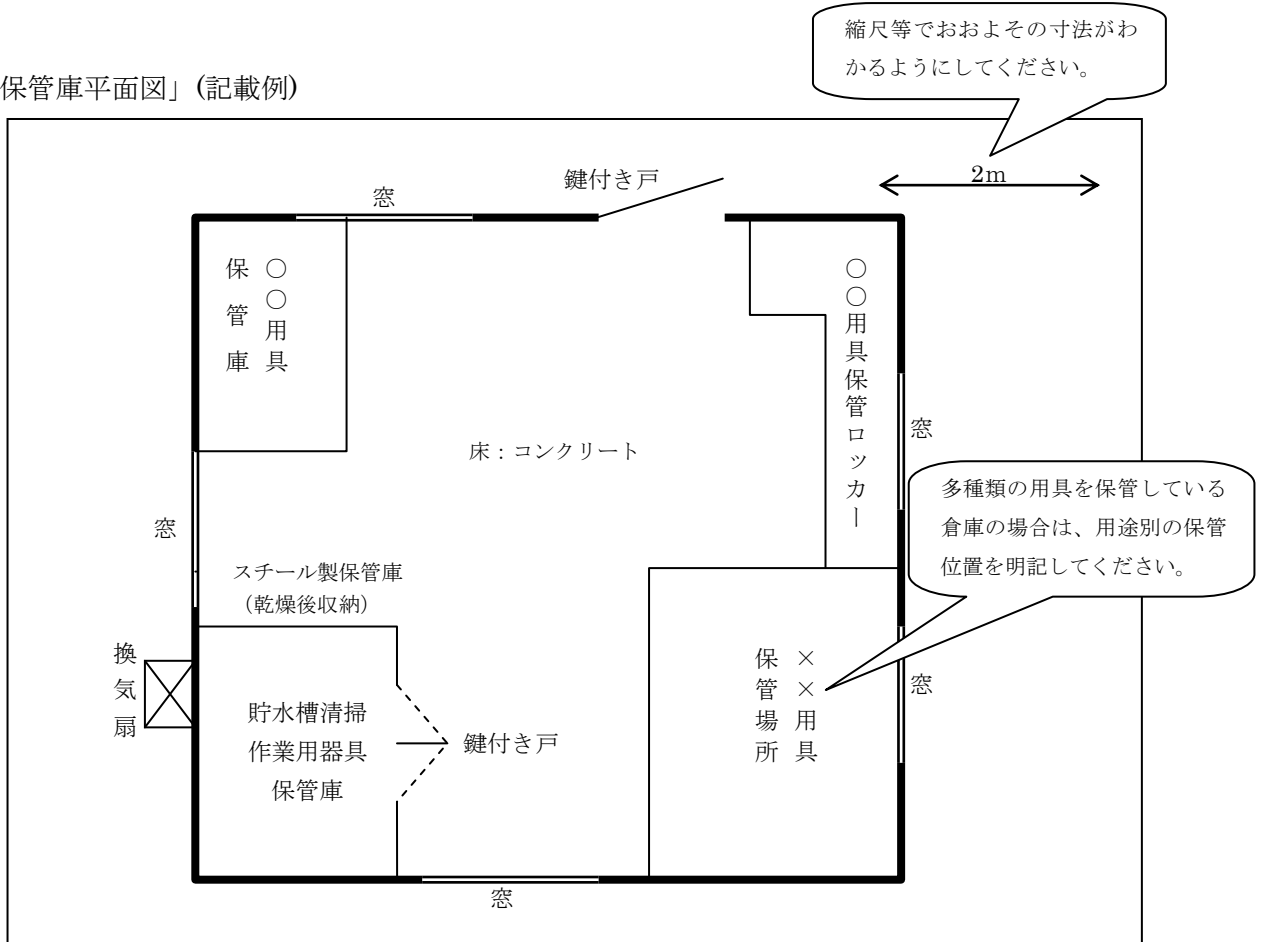 縮尺等でおおよその寸法がわ
かるようにしてください。
保管庫平面図」(記載例)
2m
鍵付き戸
窓
○○用具
保管庫
○○用具保管ロッカー
窓
床：コンクリート
多種類の用具を保管している
倉庫の場合は、用途別の保管
位置を明記してください。
窓
スチール製保管庫
（乾燥後収納）
換気扇
貯水槽清掃
作業用器具
保管庫
鍵付き戸
××用具
保管場所
窓
窓